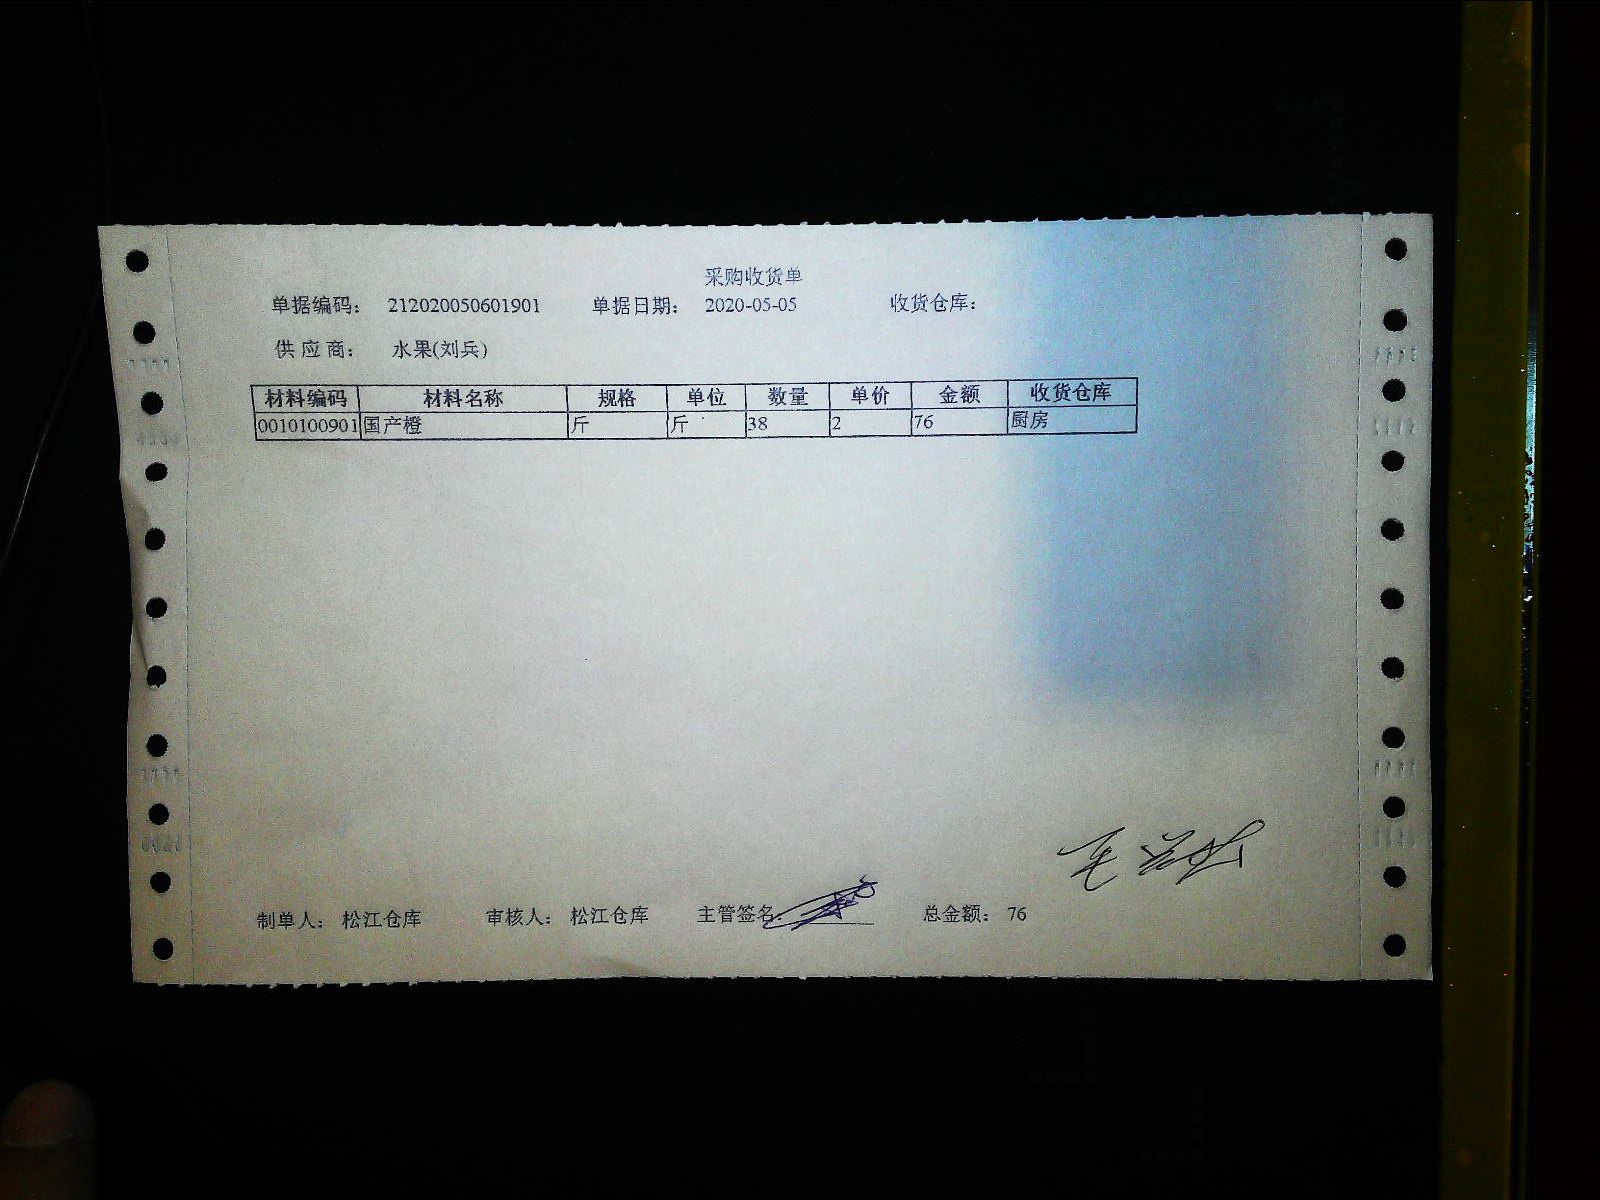 采购收货单
单据编码: 212020050601901 单据日期: 2020-05-05 收货仓库:
供应商: 水果(刘兵)
材料编码 材料名称 规格 单位 数量 单价 金额 收货仓库
0010100901 国产橙 斤 斤 38 2 76 厨房
制单人: 松江仓库 审核人: 松江仓库 主管签名: 总金额: 76